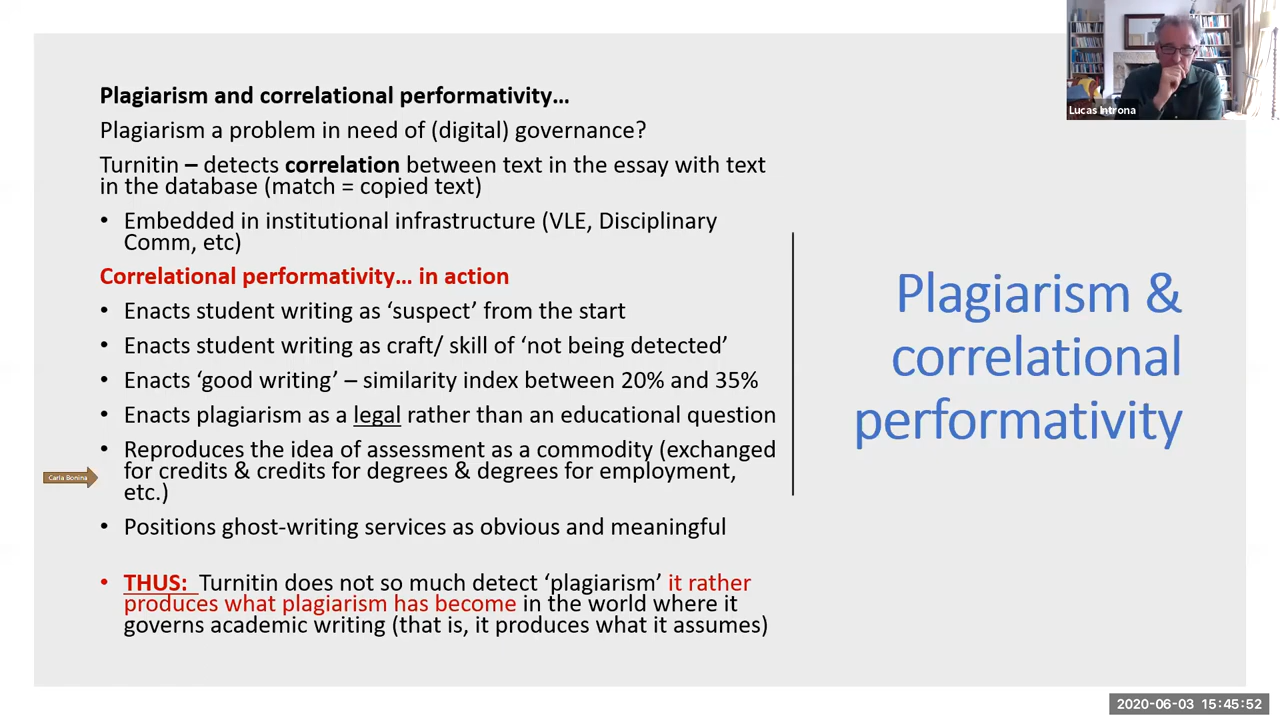 Plagiarism and correlational performativity...
Plagiarism a problem in need of (digital) governance?
Turnitin – detects correlation between text in the essay with text
in the database (match = copied text)
• Embedded in institutional infrastructure (VLE, Disciplinary
Comm, etc)
Correlational performativity... in action
• Enacts student writing as ‘suspect’ from the start
• Enacts student writing as craft/ skill of ‘not being detected’
• Enacts ‘good writing’ – similarity index between 20% and 35%
• Enacts plagiarism as a legal rather than an educational question
• Reproduces the idea of assessment as a commodity (exchanged
for credits & credits for degrees & degrees for employment,
etc.)
• Positions ghost-writing services as obvious and meaningful
• THUS: Turnitin does not so much detect ‘plagiarism’ it rather
produces what plagiarism has become in the world where it
governs academic writing (that is, it produces what it assumes)
Carla Bonina
Plagiarism &
correlational
performativity
Lucas Introna
2020-06-03 15:45:52